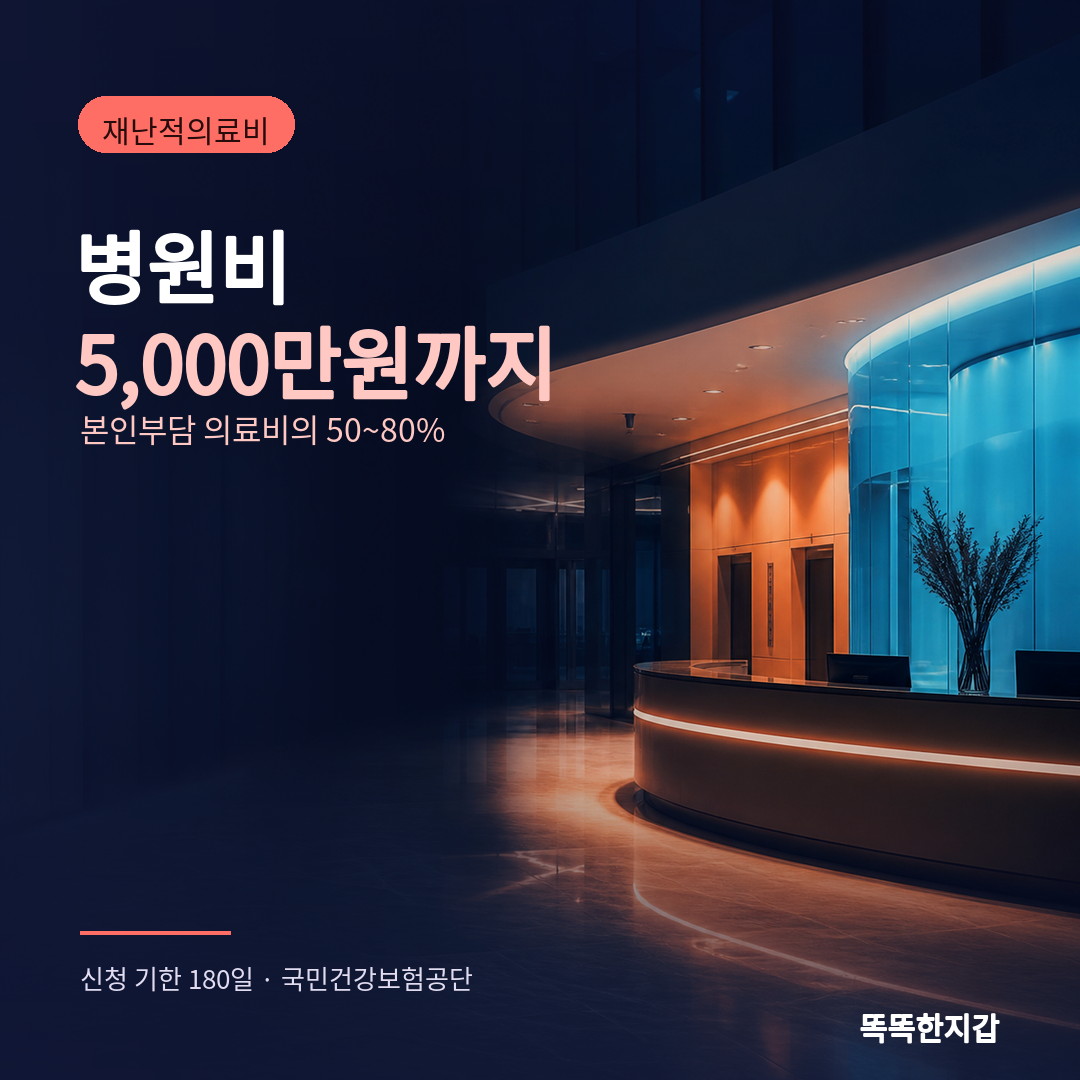 재난적의료비
병원비
5,000만원까지
본인부담 의료비의 50~80%
신청 기한 180일 · 국민건강보험공단
똑똑한지갑